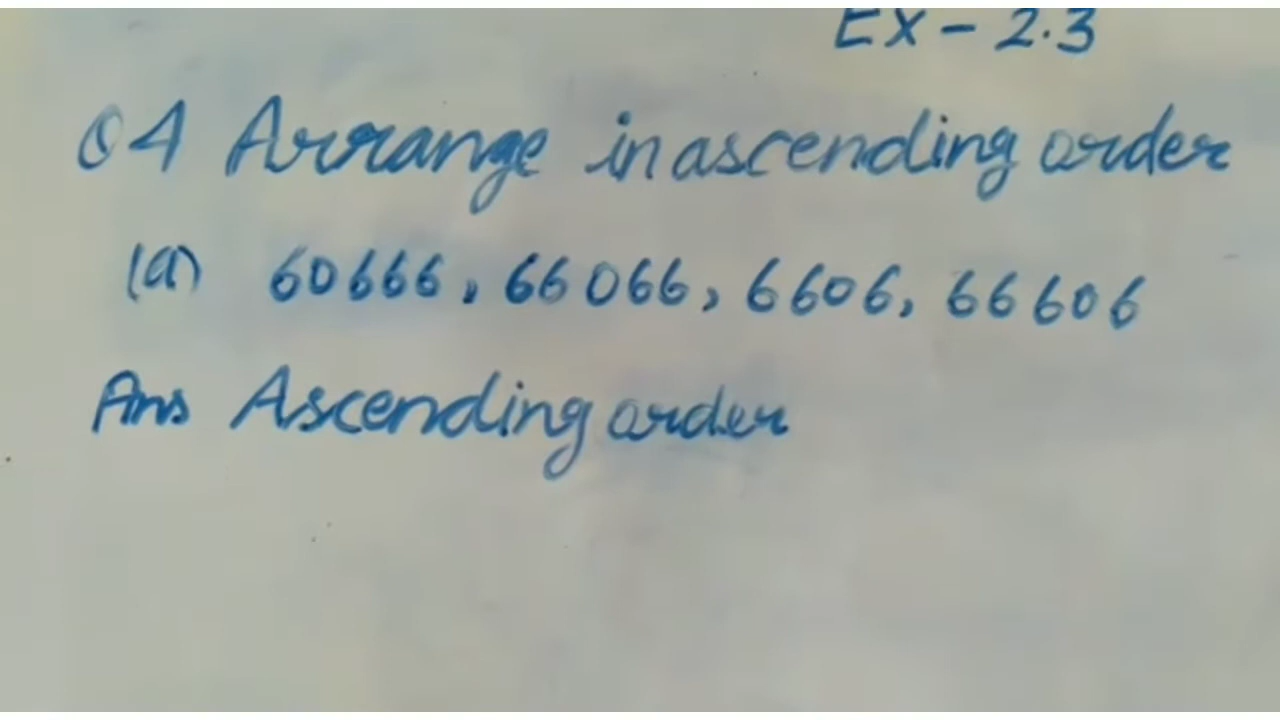 Ex - 2.3
Q4 Arrange in ascending order
(a) 60666, 66066, 6606, 66606
Ans Ascending order